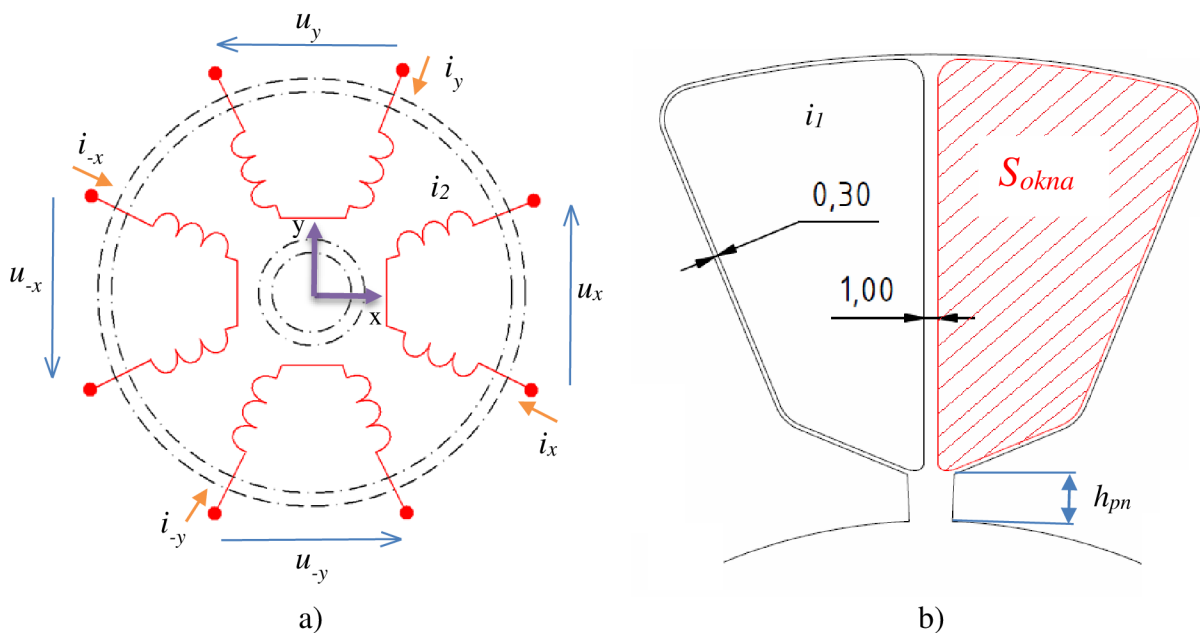 u_y
i_y
i_-x
i_2
y
u_-x
x
u_x
i_x
i_-y
u_-y
a)
i_1
S_okna
0,30
1,00
h_pn
b)